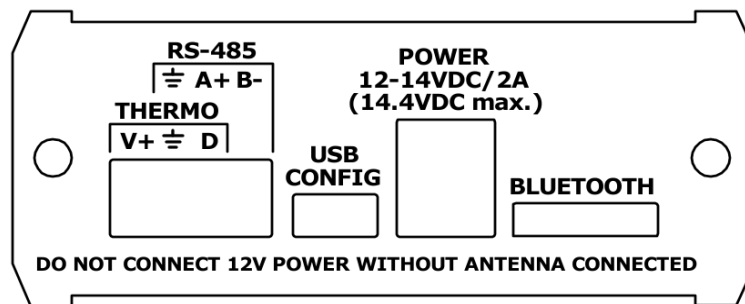 RS-485
⏚ A+ B-
THERMO
V+ ⏚ D
USB
CONFIG
POWER
12-14VDC/2A
(14.4VDC max.)
BLUETOOTH
DO NOT CONNECT 12V POWER WITHOUT ANTENNA CONNECTED